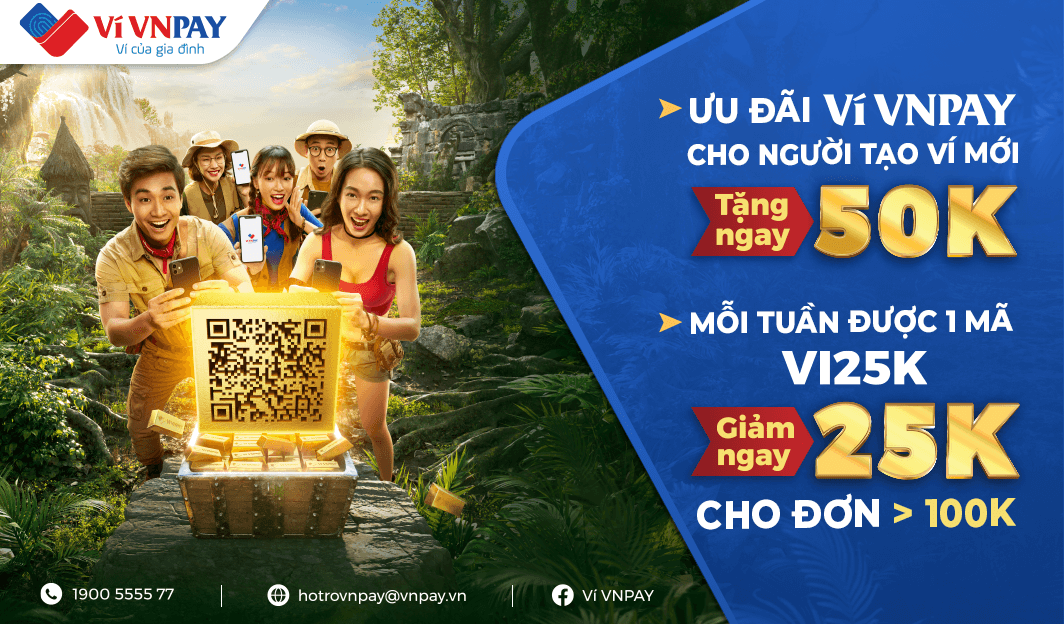 Ví VNPAY
Ví của gia đình
ƯU ĐÃI Ví VNPAY
CHO NGƯỜI TẠO VÍ MỚI
Tặng
ngay
50K
MỖI TUẦN ĐƯỢC 1 MÃ
VI25K
Giảm
ngay
25K
CHO ĐƠN > 100K
1900 5555 77
hotrovnpay@vnpay.vn
Ví VNPAY